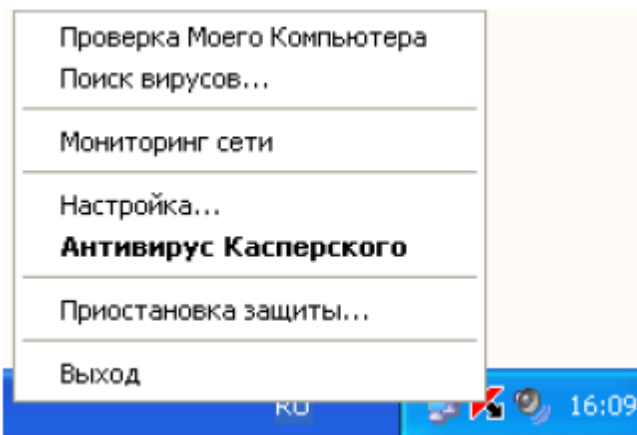 Проверка Моего Компьютера
Поиск вирусов...
Мониторинг сети
Настройка...
Антивирус Касперского
Приостановка защиты...
Выход
RU
16:09